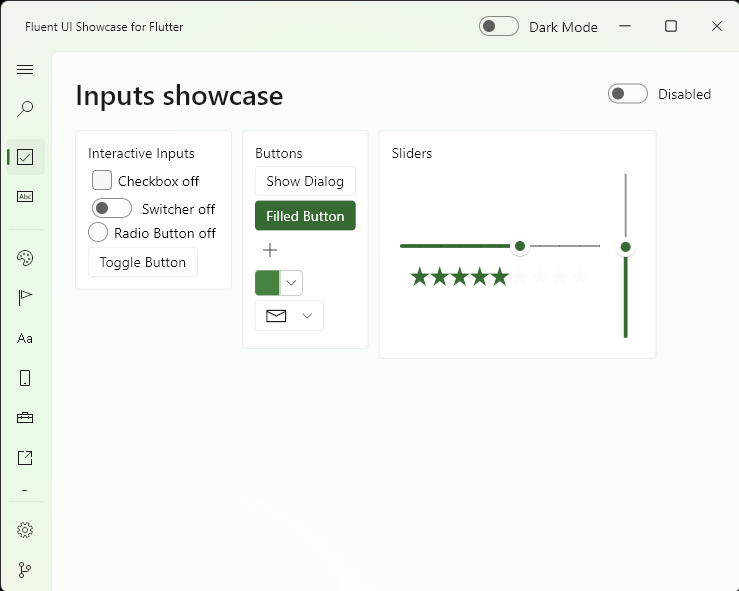 Fluent UI Showcase for Flutter
Dark Mode
Inputs showcase
Disabled
Interactive Inputs
Checkbox off
Switcher off
Radio Button off
Toggle Button
Buttons
Show Dialog
Filled Button
Sliders
Abc
Aa